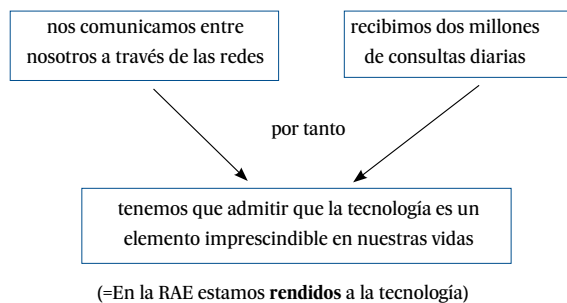 nos comunicamos entre
nosotros a través de las redes
recibimos dos millones
de consultas diarias
por tanto
tenemos que admitir que la tecnología es un
elemento imprescindible en nuestras vidas
(=En la RAE estamos rendidos a la tecnología)